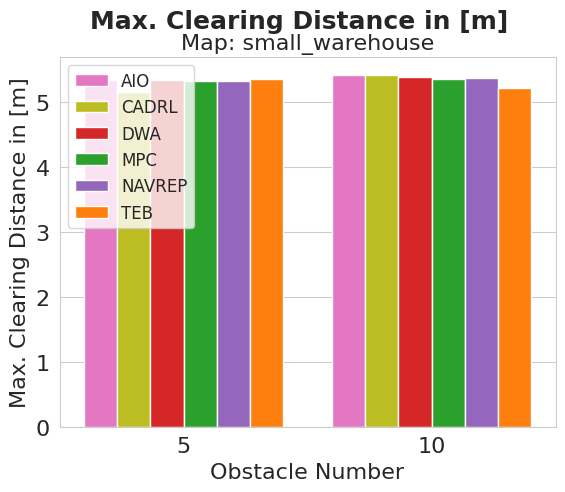 Max. Clearing Distance in [m]
Map: small_warehouse
Max. Clearing Distance in [m]
5
4
3
2
1
0
AIO
CADRL
DWA
MPC
NAVREP
TEB
5
10
Obstacle Number